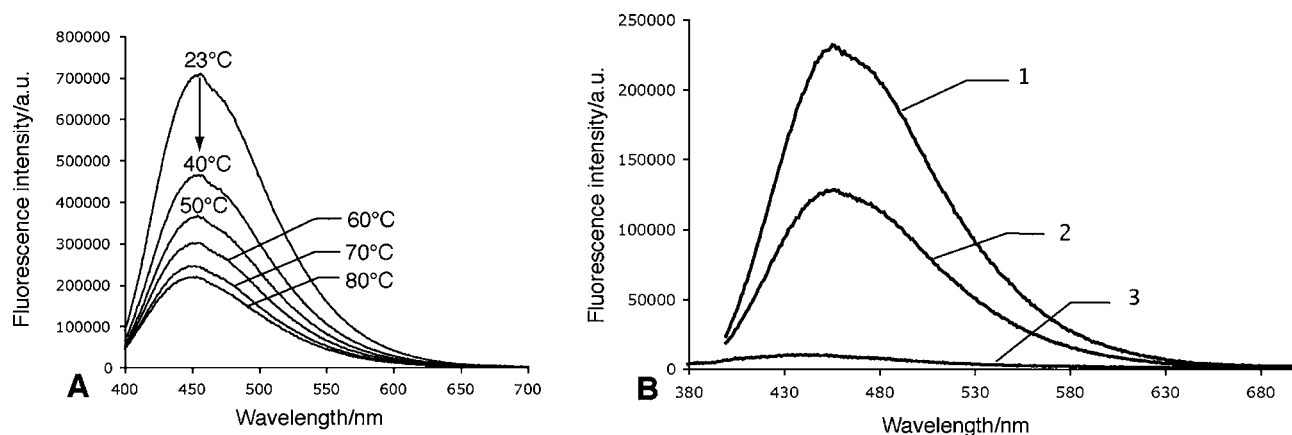 800000
700000
600000
500000
400000
300000
200000
100000
0
Fluorescence intensity/a.u.
23°C
40°C
50°C
60°C
70°C
80°C
A
400 450 500 550 600 650 700
Wavelength/nm
250000
200000
150000
100000
50000
0
Fluorescence intensity/a.u.
1
2
3
B
380 430 480 530 580 630 680
Wavelength/nm